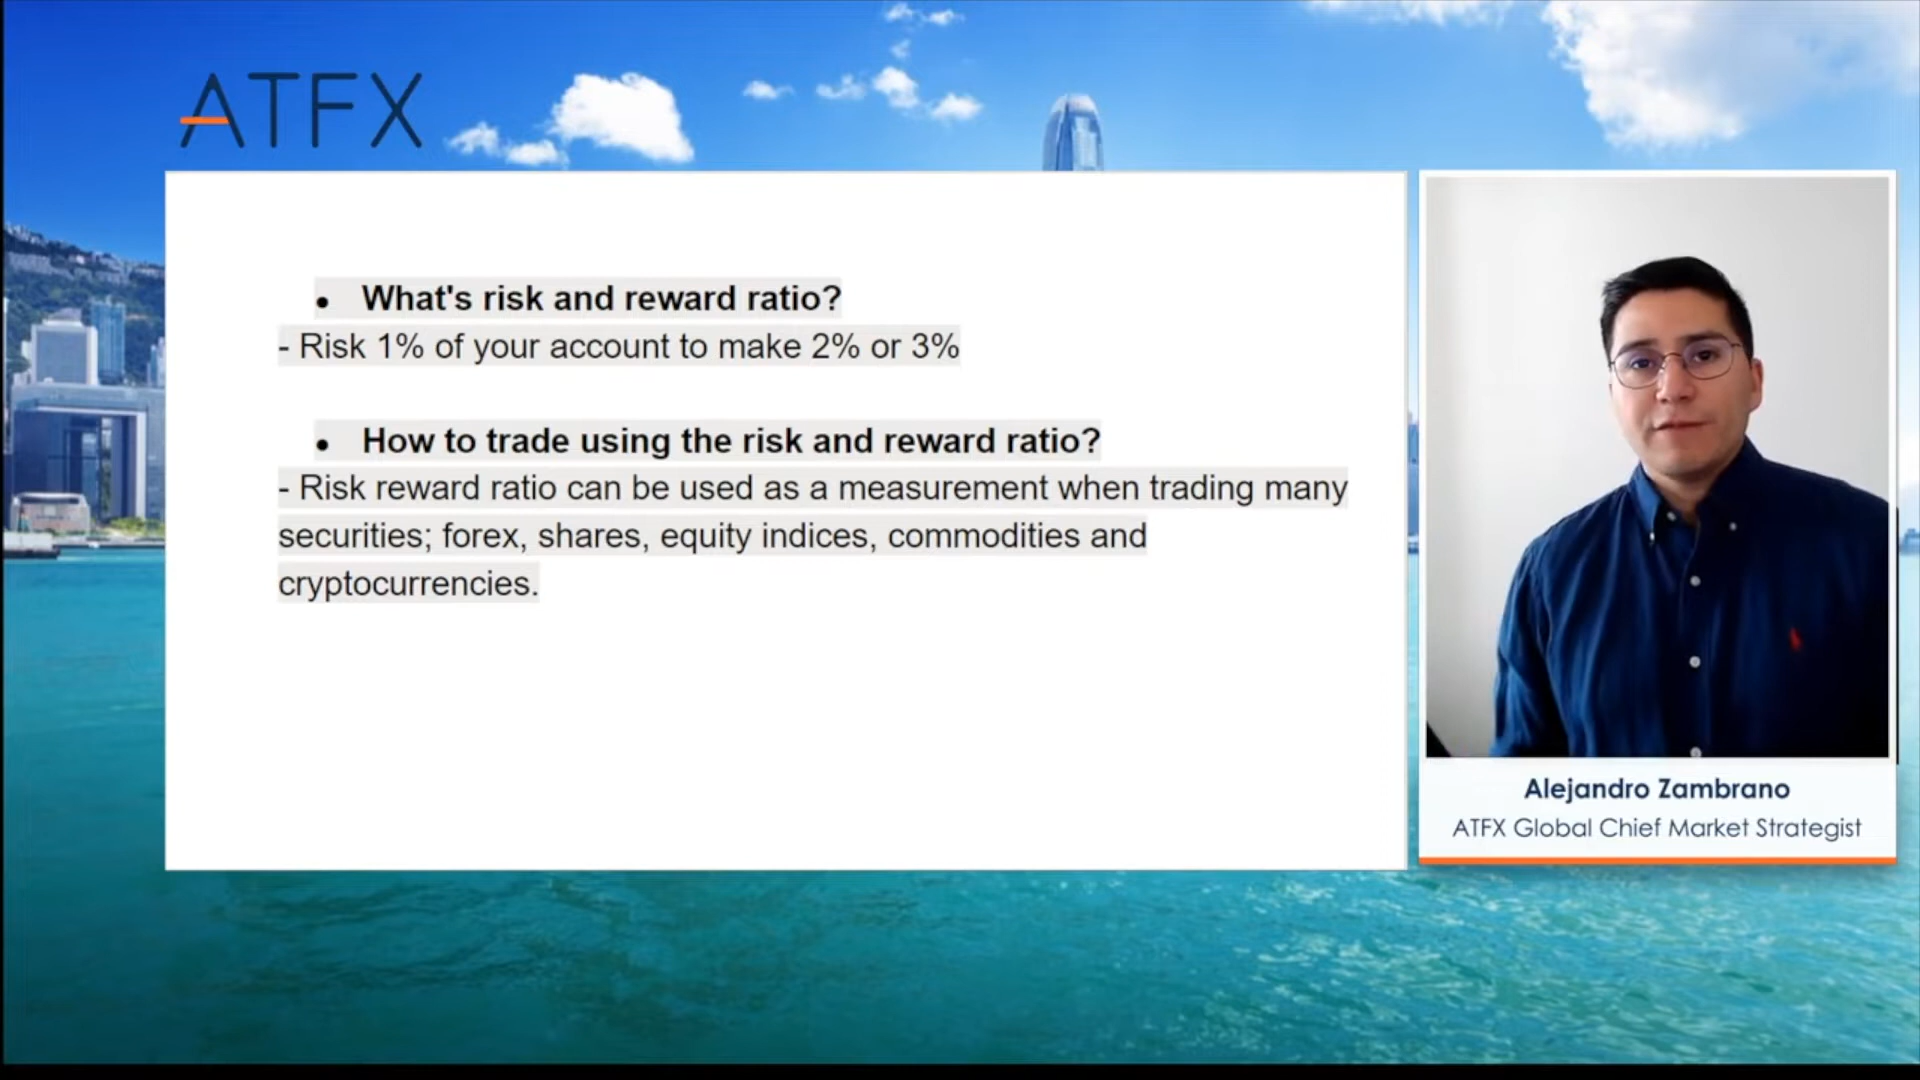 ATFX
• What's risk and reward ratio?
- Risk 1% of your account to make 2% or 3%
• How to trade using the risk and reward ratio?
- Risk reward ratio can be used as a measurement when trading many
securities; forex, shares, equity indices, commodities and
cryptocurrencies.
Alejandro Zambrano
ATFX Global Chief Market Strategist